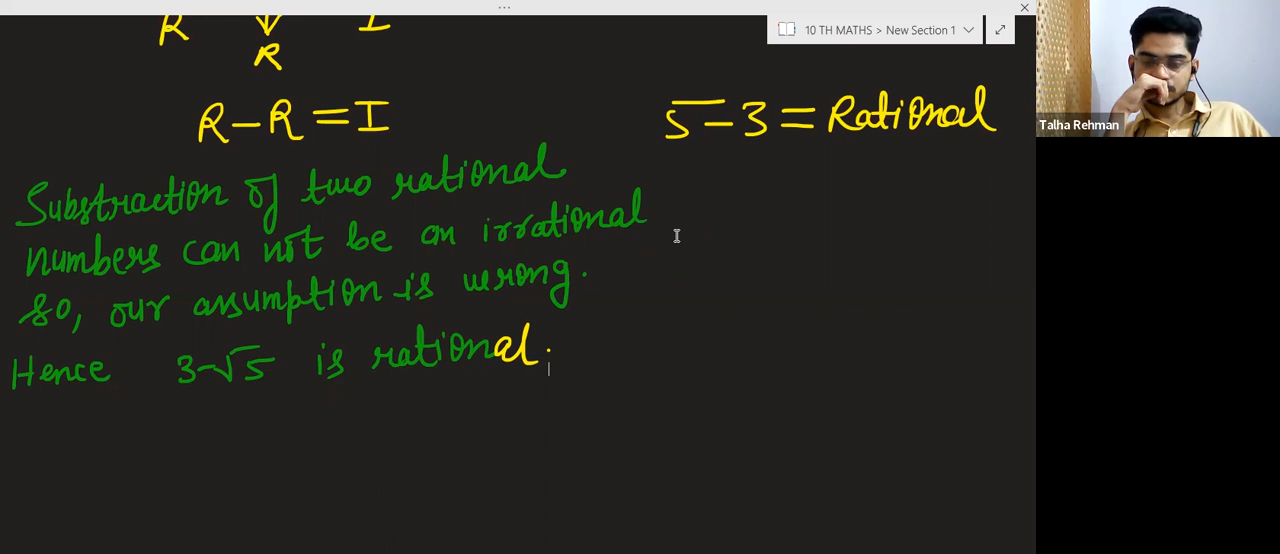 10 TH MATHS > New Section 1
R R I
R - R = I
5 - 3 = Rational
Talha Rehman
Substraction of two rational
numbers can not be an irrational
so, our assumption is wrong.
Hence 3-√5 is rational.